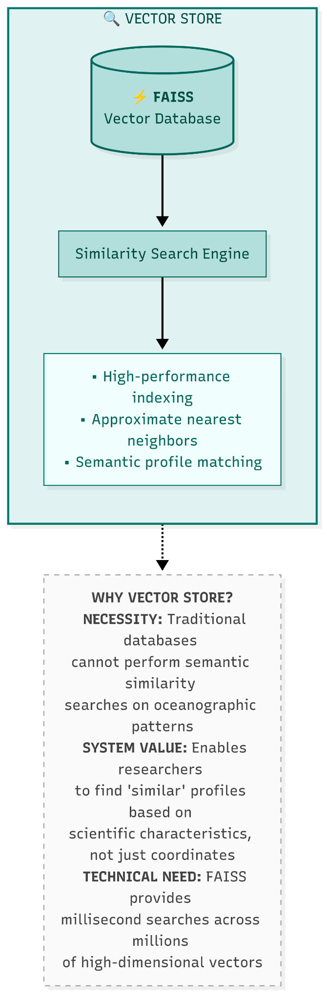 🔍 VECTOR STORE
⚡ FAISS
Vector Database
Similarity Search Engine
▪ High-performance
indexing
▪ Approximate nearest
neighbors
▪ Semantic profile matching
WHY VECTOR STORE?
NECESSITY: Traditional
databases
cannot perform semantic
similarity
searches on oceanographic
patterns
SYSTEM VALUE: Enables
researchers
to find 'similar' profiles
based on
scientific characteristics,
not just coordinates
TECHNICAL NEED: FAISS
provides
millisecond searches across
millions
of high-dimensional vectors